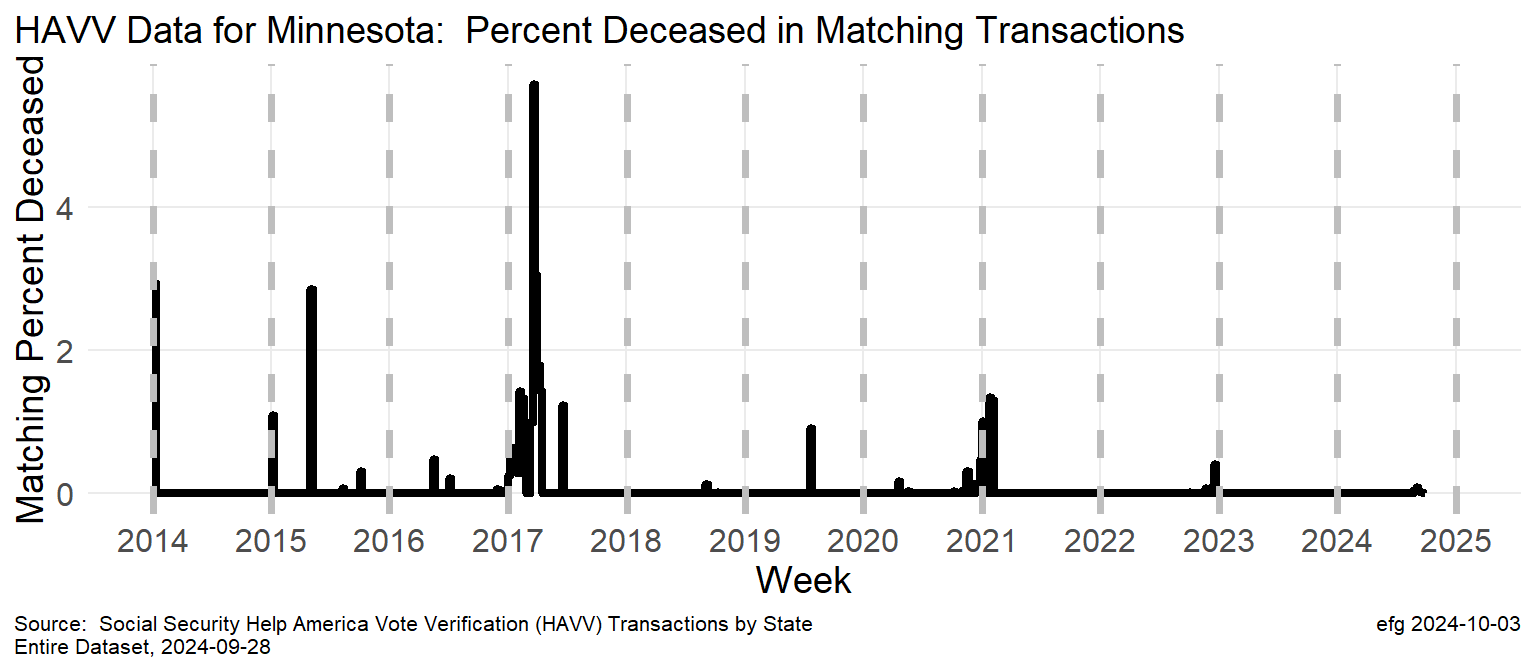 HAVV Data for Minnesota:  Percent Deceased in Matching Transactions
Matching Percent Deceased
4
2
0
2014 2015 2016 2017 2018 2019 2020 2021 2022 2023 2024 2025
Week
Source:  Social Security Help America Vote Verification (HAVV) Transactions by State
Entire Dataset, 2024-09-28
efg 2024-10-03